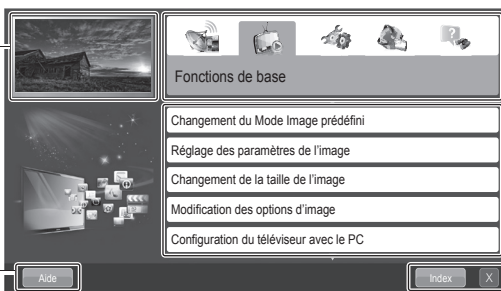 Fonctions de base
Changement du Mode Image prédéfini
Réglage des paramètres de l'image
Changement de la taille de l'image
Modification des options d'image
Configuration du téléviseur avec le PC
Aide
Index X